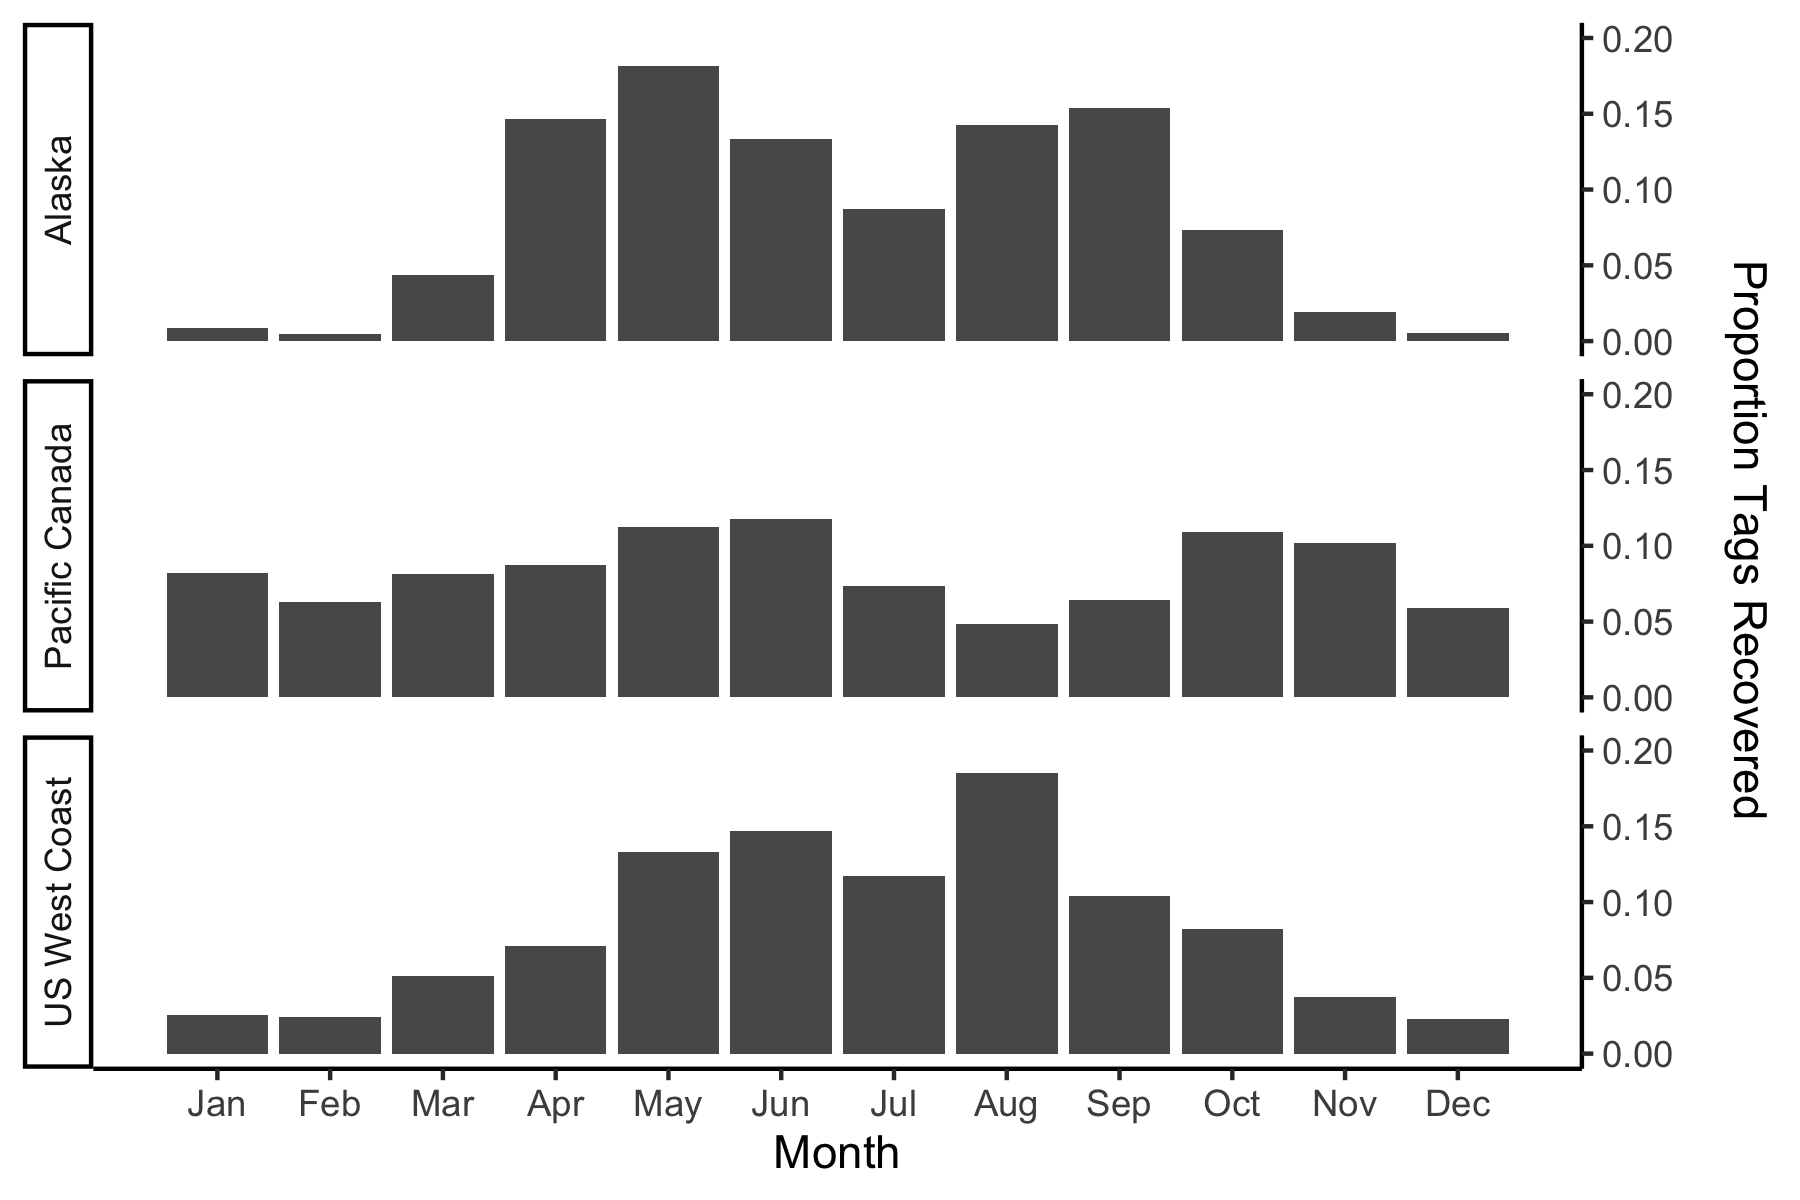 Alaska
0.20
0.15
0.10
0.05
0.00
Pacific Canada
0.20
0.15
0.10
0.05
0.00
US West Coast
0.20
0.15
0.10
0.05
0.00
Proportion Tags Recovered
Jan Feb Mar Apr May Jun Jul Aug Sep Oct Nov Dec
Month